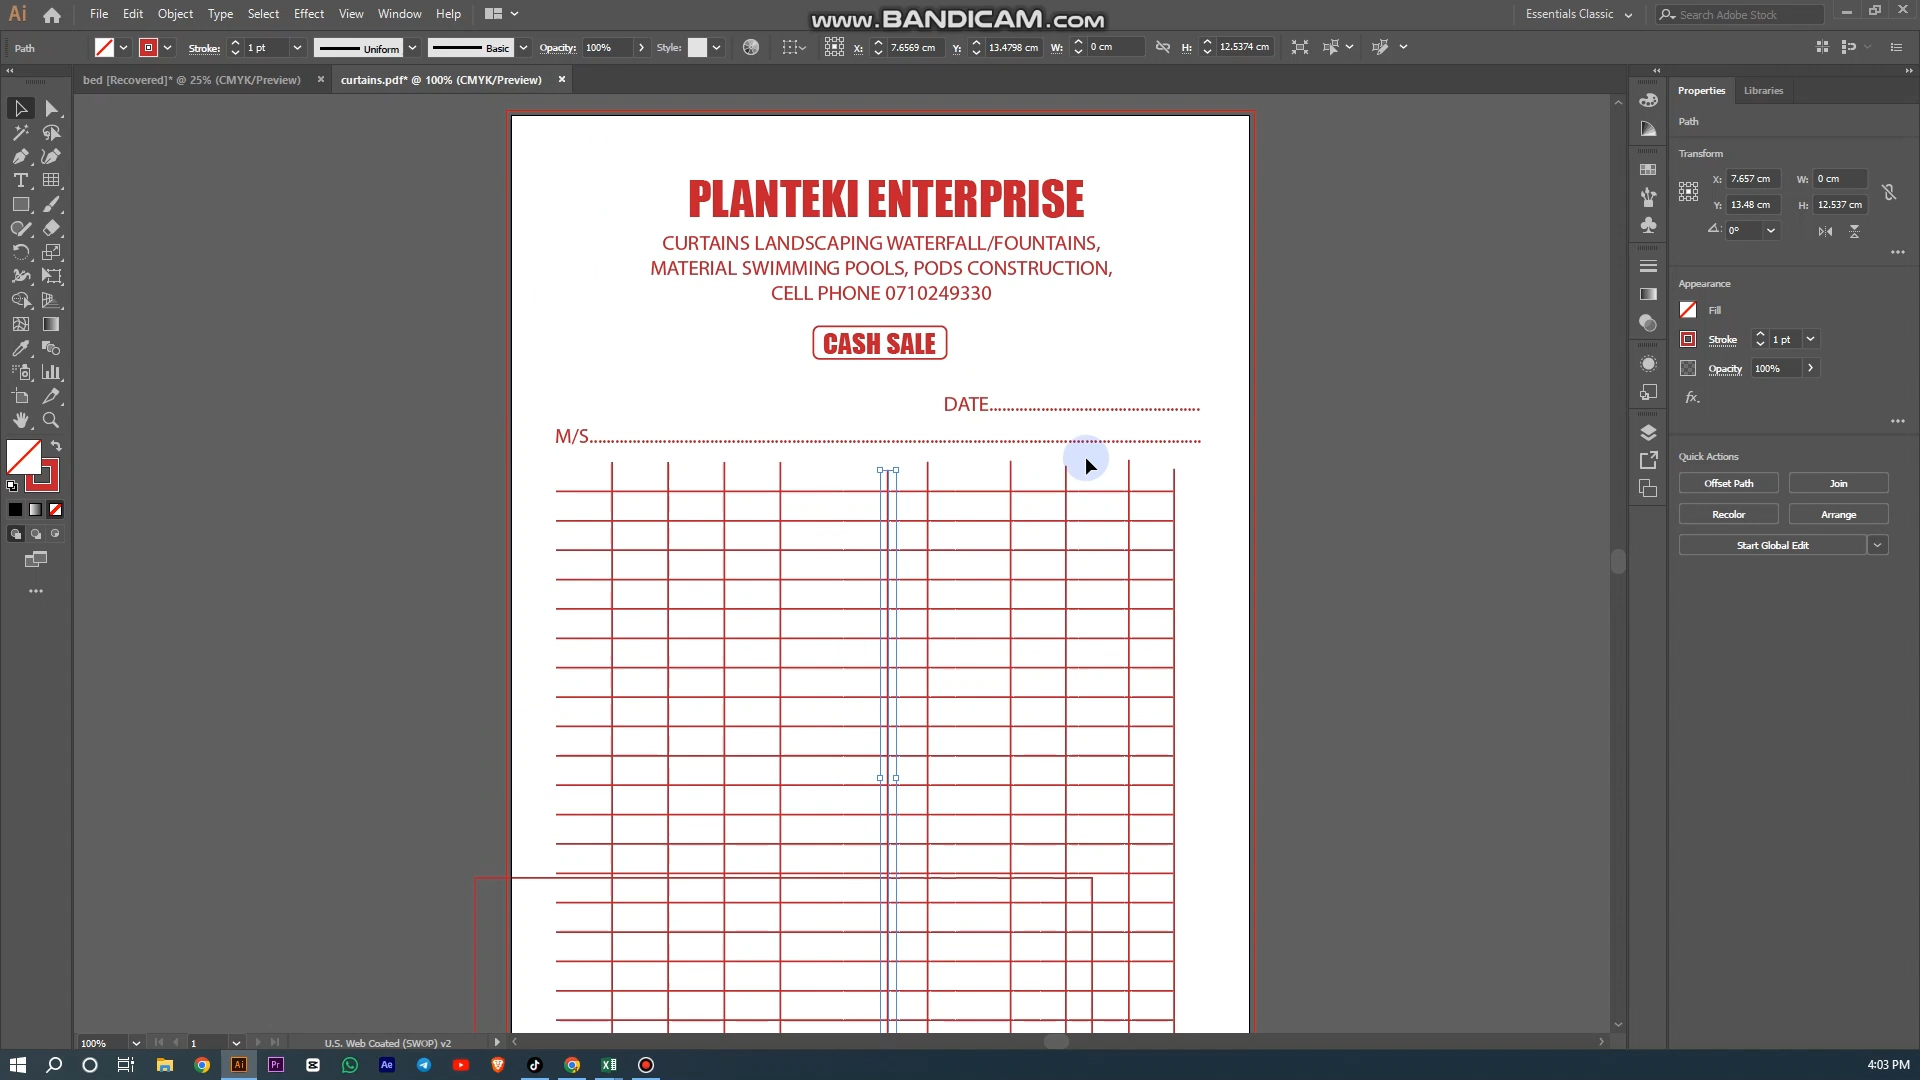 Ai File Edit Object Type Select Effect View Window Help
www.BANDICAM.com
Essentials Classic Search Adobe Stock
Path Stroke: 1 pt Uniform Basic Opacity: 100% Style: X: 7.6569 cm Y: 13.4798 cm W: 0 cm H: 12.5374 cm
bed [Recovered]* @ 25% (CMYK/Preview) × curtains.pdf* @ 100% (CMYK/Preview) ×
Properties Libraries
Path
Transform
X: 7.657 cm W: 0 cm
Y: 13.48 cm H: 12.537 cm
0°
Appearance
Fill
Stroke 1 pt
Opacity 100%
fx.
Quick Actions
Offset Path Join
Recolor Arrange
Start Global Edit
PLANTEKI ENTERPRISE
CURTAINS LANDSCAPING WATERFALL/FOUNTAINS,
MATERIAL SWIMMING POOLS, PODS CONSTRUCTION,
CELL PHONE 0710249330
CASH SALE
DATE................................................
M/S................................................................................................................................
100% 1 U.S. Web Coated (SWOP) v2
Ai Pr Ae
4:03 PM